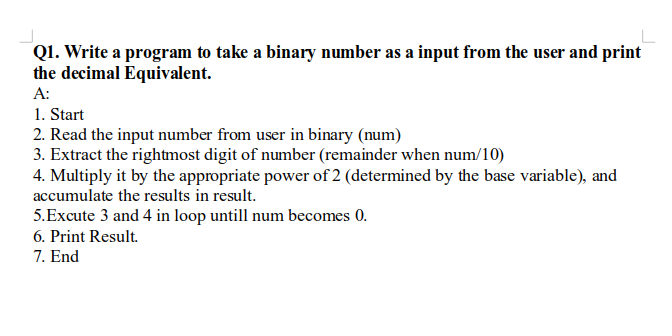 Q1. Write a program to take a binary number as a input from the user and print
the decimal Equivalent.
A:
1. Start
2. Read the input number from user in binary (num)
3. Extract the rightmost digit of number (remainder when num/10)
4. Multiply it by the appropriate power of 2 (determined by the base variable), and
accumulate the results in result.
5.Excute 3 and 4 in loop untill num becomes 0.
6. Print Result.
7. End